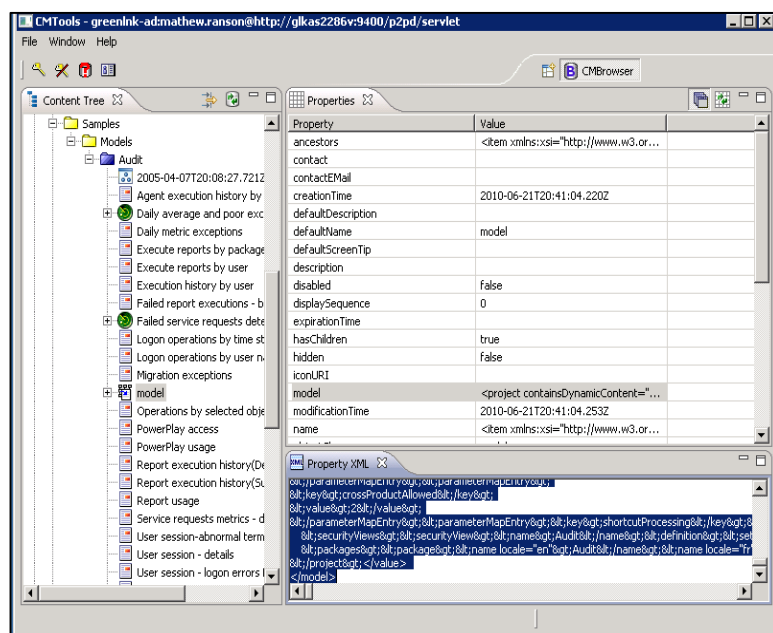 CMTools - greenlnk-ad:mathew.ranson@http://glkas2286v:9400/p2pd/servlet
File Window Help
CMBrowser
Content Tree
Samples
Models
Audit
2005-04-07T20:08:27.721Z
Agent execution history by
Daily average and poor exc
Daily metric exceptions
Execute reports by package
Execute reports by user
Execution history by user
Failed report executions - b
Failed service requests dete
Logon operations by time st
Logon operations by user n
Migration exceptions
model
Operations by selected obje
PowerPlay access
PowerPlay usage
Report execution history(De
Report execution history(Su
Report usage
Service requests metrics - d
User session-abnormal term
User session - details
User session - logon errors
Properties
Property Value
ancestors <item xmlns:xsi="http://www.w3.or...
contact
contactEMail
creationTime 2010-06-21T20:41:04.220Z
defaultDescription
defaultName model
defaultScreenTip
description
disabled false
displaySequence 0
expirationTime
hasChildren true
hidden false
iconURI
model <project containsDynamicContent="...
modificationTime 2010-06-21T20:41:04.253Z
name <item xmlns:xsi="http://www.w3.or...
Property XML
&lt;/parameterMapEntry&gt;&lt;parameterMapEntry&gt;
&lt;key&gt;crossProductAllowed&lt;/key&gt;
&lt;value&gt;2&lt;/value&gt;
&lt;/parameterMapEntry&gt;&lt;parameterMapEntry&gt;&lt;key&gt;shortcutProcessing&lt;/key&gt;&
&lt;securityViews&gt;&lt;securityView&gt;&lt;name&gt;Audit&lt;/name&gt;&lt;definition&gt;&lt;set
&lt;packages&gt;&lt;package&gt;&lt;name locale="en"&gt;Audit&lt;/name&gt;&lt;name locale="fr"
&lt;/project&gt;</value>
</model>